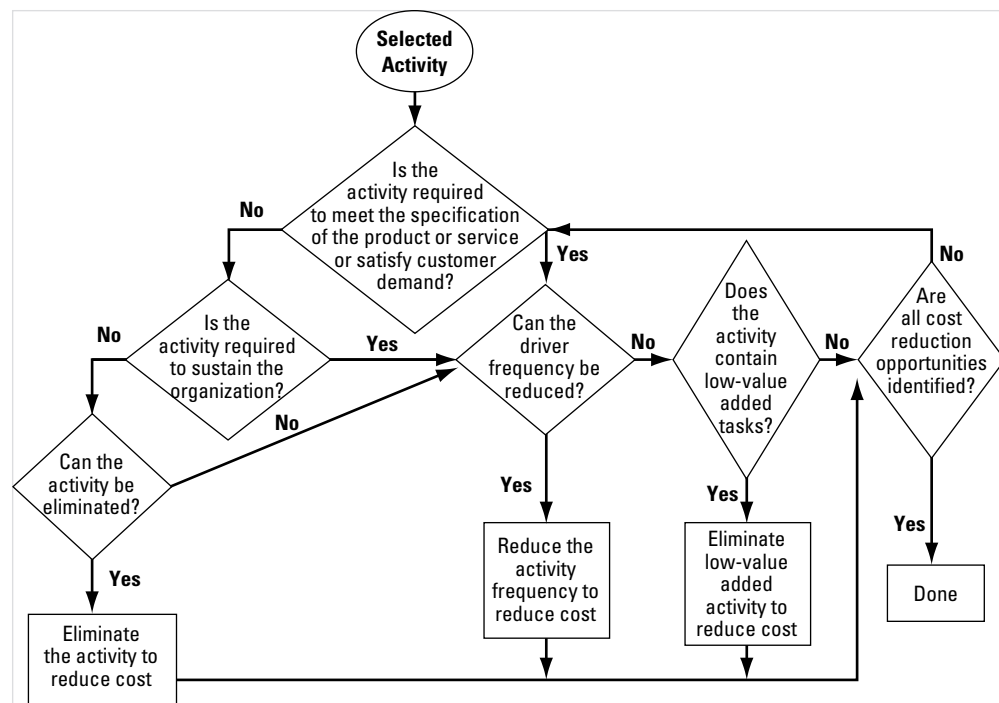 Selected
Activity
Is the
activity required
to meet the specification
of the product or service
or satisfy customer
demand?
No
Yes
No
Is the
activity required
to sustain the
organization?
No
Yes
Can the
driver
frequency be
reduced?
No
Does
the
activity
contain
low-value
added
tasks?
No
Are
all cost
reduction
opportunities
identified?
No
Can the
activity be
eliminated?
Yes
Yes
Yes
Yes
Reduce the
activity
frequency to
reduce cost
Eliminate
low-value
added
activity to
reduce cost
Done
Eliminate
the activity to
reduce cost